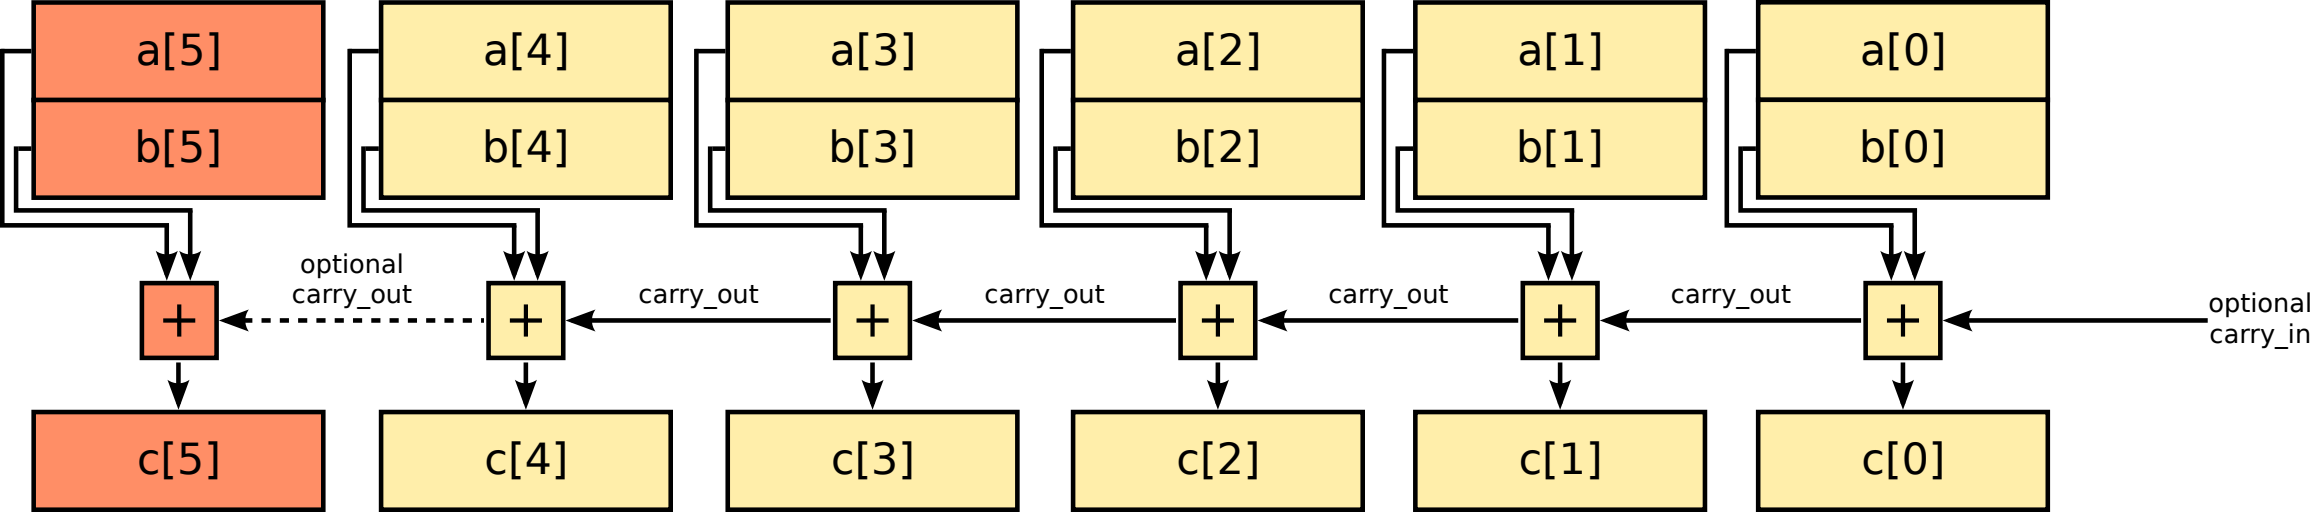 a[5] a[4] a[3] a[2] a[1] a[0]
b[5] b[4] b[3] b[2] b[1] b[0]
optional
carry_out carry_out carry_out carry_out carry_out
optional
carry_in
+ + + + + +
c[5] c[4] c[3] c[2] c[1] c[0]